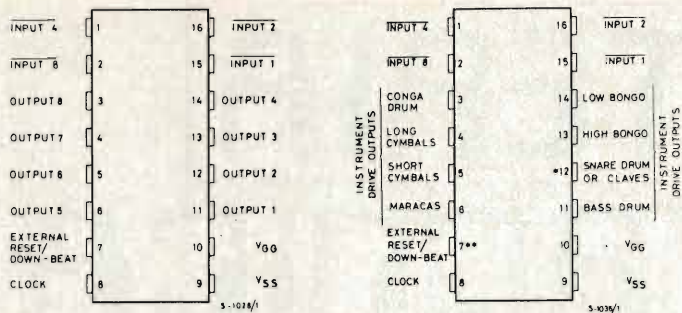 INPUT 4
1
16
INPUT 2
INPUT 8
2
15
INPUT 1
OUTPUT 8
3
14
OUTPUT 4
OUTPUT 7
4
13
OUTPUT 3
OUTPUT 6
5
12
OUTPUT 2
OUTPUT 5
6
11
OUTPUT 1
EXTERNAL
RESET/
DOWN-BEAT
7
10
VGG
CLOCK
8
9
VSS
S-1028/1
INPUT 4
1
16
INPUT 2
INPUT 8
2
15
INPUT 1
INSTRUMENT
DRIVE OUTPUTS
CONGA
DRUM
3
14
LOW BONGO
LONG
CYMBALS
4
13
HIGH BONGO
SHORT
CYMBALS
5
*12
SNARE DRUM
OR CLAVES
MARACAS
6
11
BASS DRUM
INSTRUMENT
DRIVE OUTPUTS
EXTERNAL
RESET/
DOWN-BEAT
7**
10
VGG
CLOCK
8
9
VSS
S-1036/1